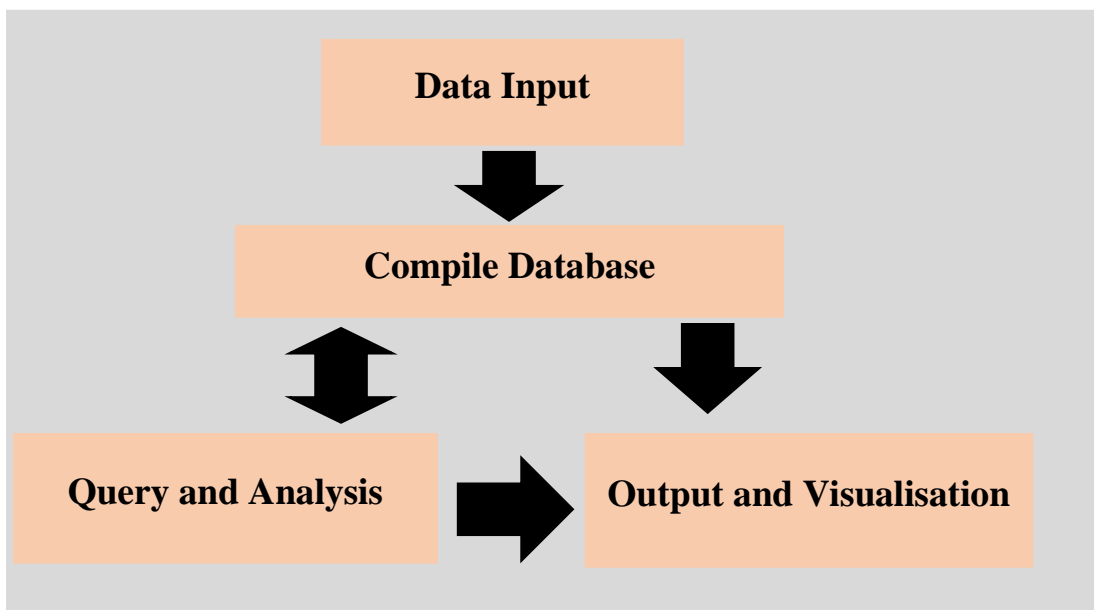 Data Input
Compile Database
Query and Analysis
Output and Visualisation